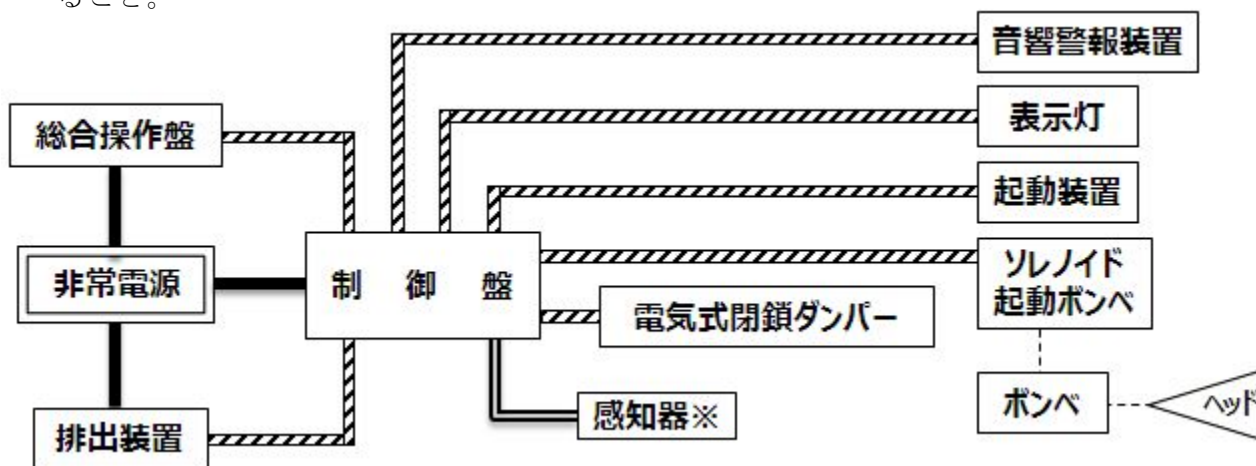 るこ​と。
音響警報装置
総合操作盤
表示灯
起動装置
非常電源
制御盤
ソレノイド
起動ボンベ
電気式閉鎖ダンパー
感知器※
ボンベ
ヘッド
排出装置